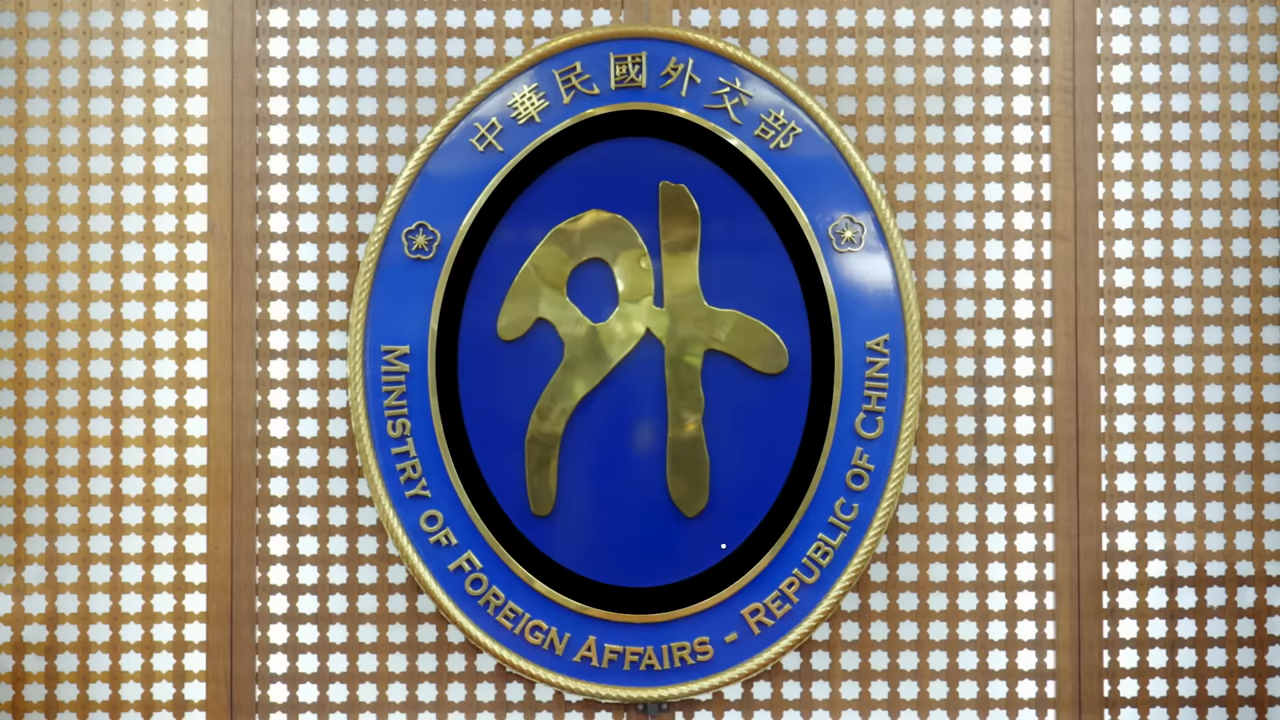 中華民國外交部
外
MINISTRY OF FOREIGN AFFAIRS - REPUBLIC OF CHINA